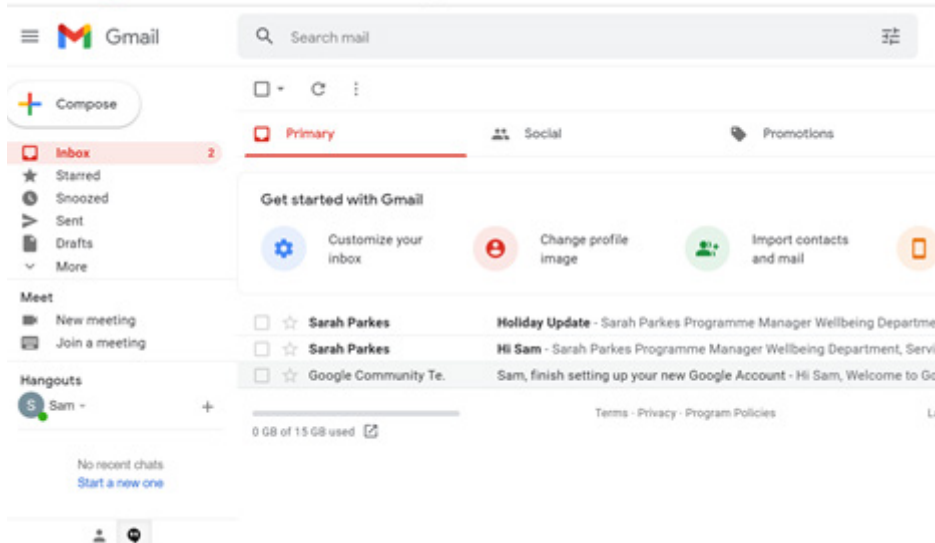 Gmail
Search mail
Compose
Primary
Social
Promotions
Inbox 2
Starred
Snoozed
Sent
Drafts
More
Get started with Gmail
Customize your
inbox
Change profile
image
Import contacts
and mail
Meet
New meeting
Join a meeting
Sarah Parkes Holiday Update - Sarah Parkes Programme Manager Wellbeing Departme
Sarah Parkes Hi Sam - Sarah Parkes Programme Manager Wellbeing Department, Servi
Google Community Te. Sam, finish setting up your new Google Account - Hi Sam, Welcome to Go
Hangouts
S Sam
Terms · Privacy · Program Policies
0 GB of 15 GB used
No recent chats
Start a new one